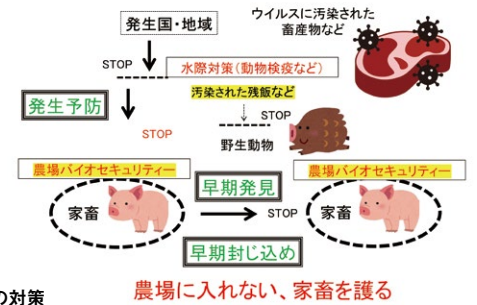 発生国・地域
ウイルスに汚染された
畜産物など
STOP
水際対策(動物検疫など)
汚染された残飯など
発生予防
STOP
STOP
野生動物
農場バイオセキュリティー
農場バイオセキュリティー
早期発見
家畜
STOP
家畜
早期封じ込め
の対策
農場に入れない、家畜を護る